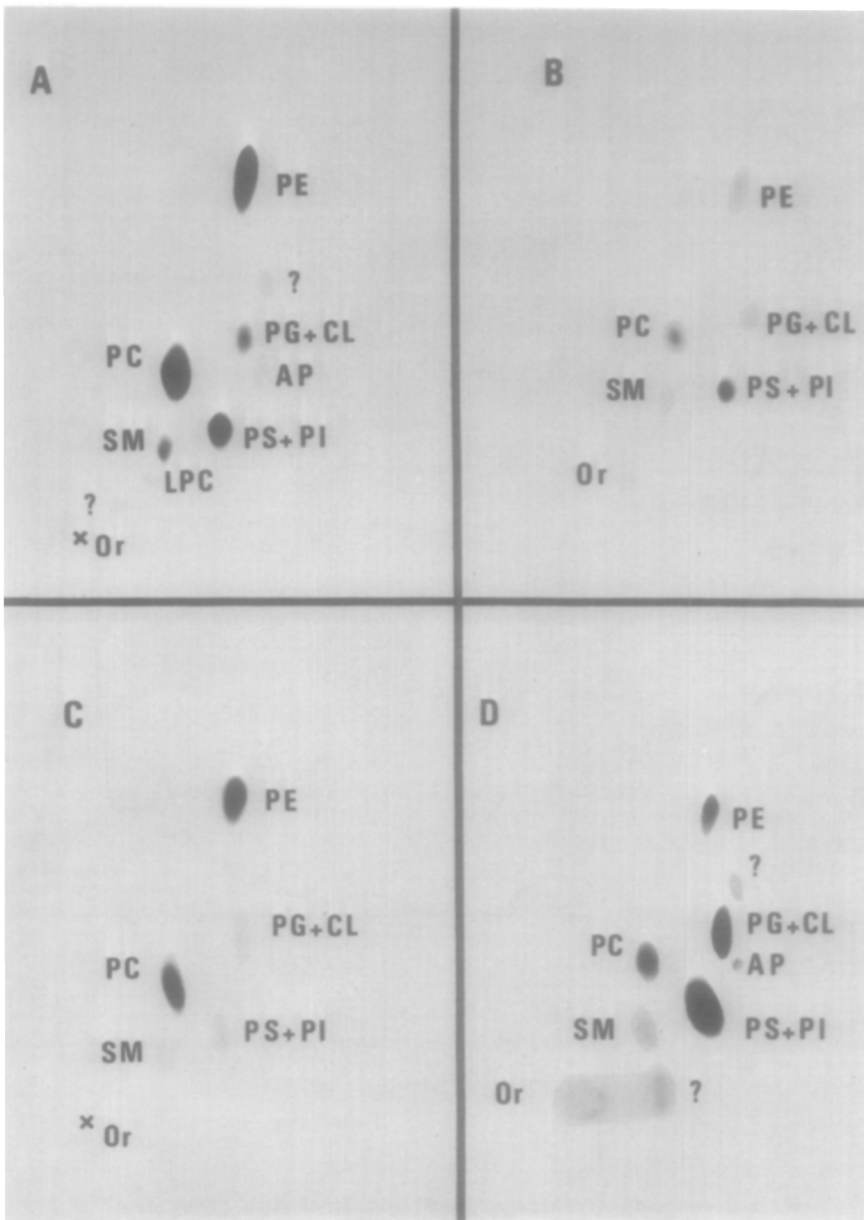 A
PE
?
PG+CL
PC
AP
SM
PS+PI
LPC
?
×Or
B
PE
PC
PG+CL
SM
PS+PI
Or
C
PE
PG+CL
PC
PS+PI
SM
×Or
D
PE
?
PG+CL
PC
AP
SM
PS+PI
Or
?